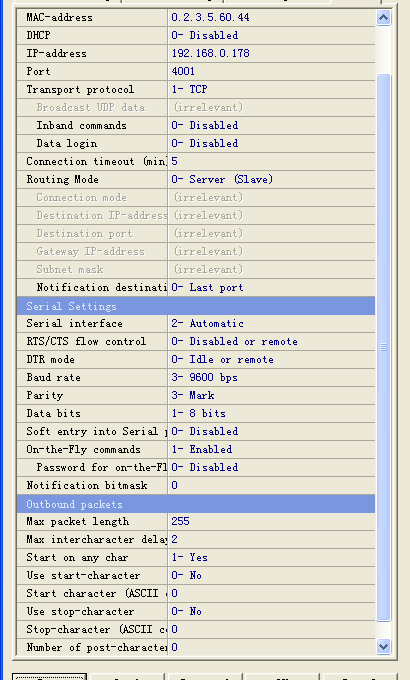 MAC-address 0.2.3.5.60.44
DHCP 0- Disabled
IP-address 192.168.0.178
Port 4001
Transport protocol 1- TCP
Broadcast UDP data (irrelevant)
Inband commands 0- Disabled
Data login 0- Disabled
Connection timeout (min) 5
Routing Mode 0- Server (Slave)
Connection mode (irrelevant)
Destination IP-address (irrelevant)
Destination port (irrelevant)
Gateway IP-address (irrelevant)
Subnet mask (irrelevant)
Notification destinati 0- Last port
Serial Settings
Serial interface 2- Automatic
RTS/CTS flow control 0- Disabled or remote
DTR mode 0- Idle or remote
Baud rate 3- 9600 bps
Parity 3- Mark
Data bits 1- 8 bits
Soft entry into Serial p 0- Disabled
On-the-Fly commands 1- Enabled
Password for on-the-Fl 0- Disabled
Notification bitmask 0
Outbound packets
Max packet length 255
Max intercharacter delay 2
Start on any char 1- Yes
Use start-character 0- No
Start character (ASCII c 0
Use stop-character 0- No
Stop-character (ASCII co 0
Number of post-character 0